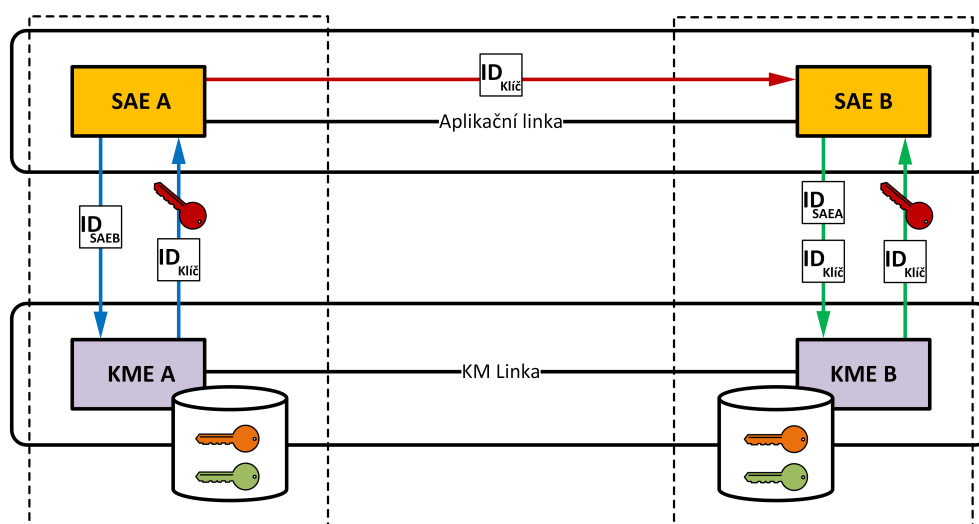 ID Klíč
SAE A
SAE B
Aplikační linka
ID SAEB
ID Klíč
ID SAEA
ID Klíč
ID Klíč
KME A
KM Linka
KME B